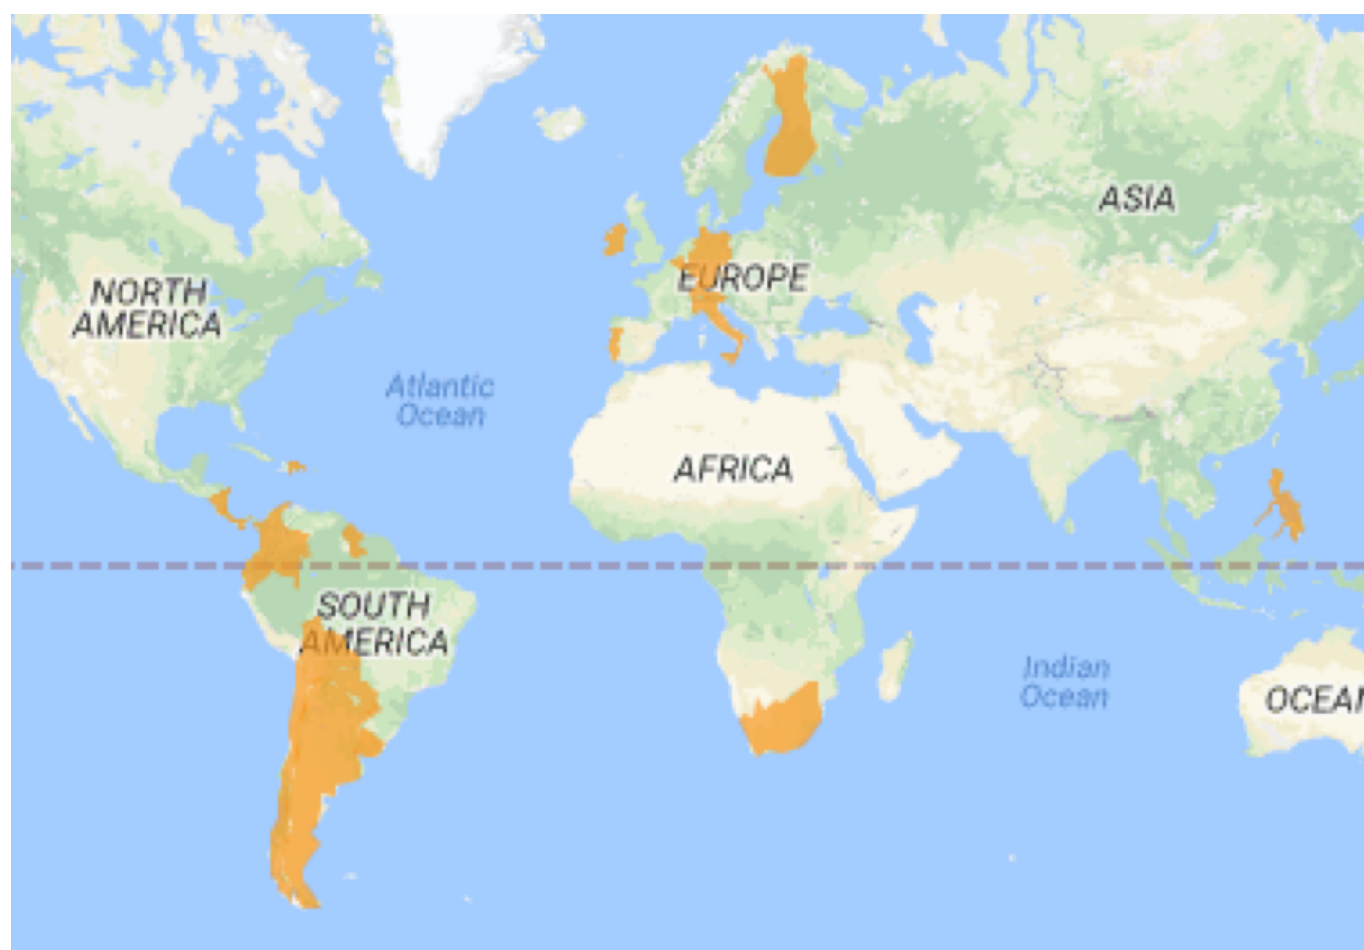 ASIA
EUROPE
NORTH
AMERICA
Atlantic
Ocean
AFRICA
SOUTH
AMERICA
Indian
Ocean
OCEAN